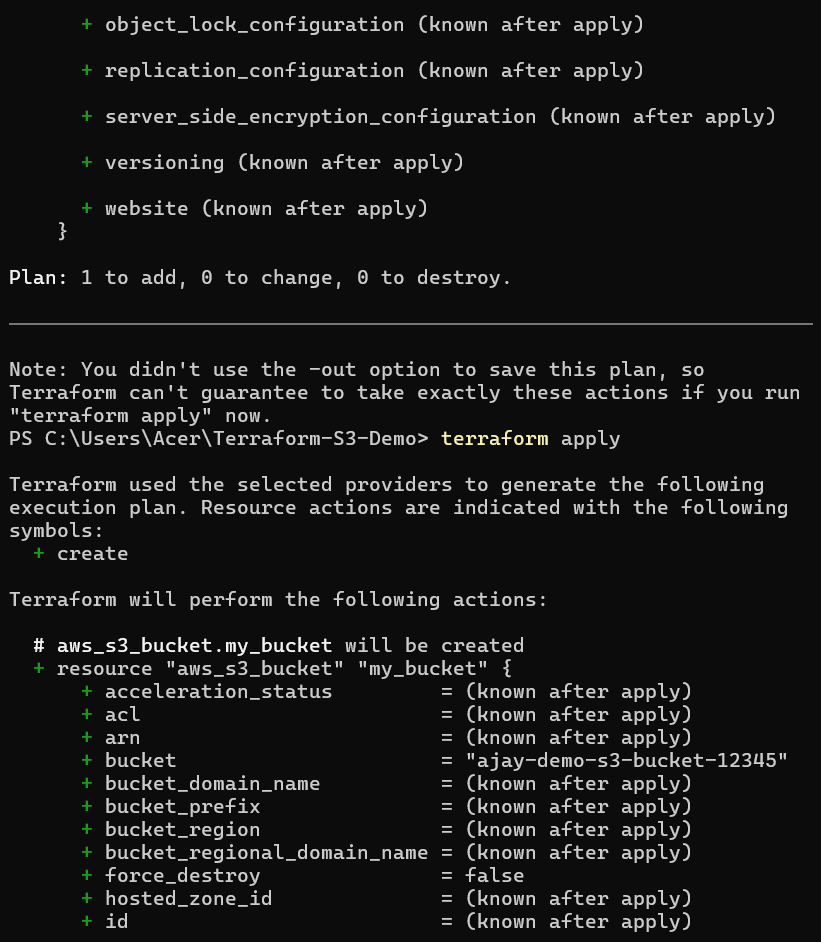 + object_lock_configuration (known after apply)
+ replication_configuration (known after apply)
+ server_side_encryption_configuration (known after apply)
+ versioning (known after apply)
+ website (known after apply)
}
Plan: 1 to add, 0 to change, 0 to destroy.
Note: You didn't use the -out option to save this plan, so
Terraform can't guarantee to take exactly these actions if you run
"terraform apply" now.
PS C:\Users\Acer\Terraform-S3-Demo> terraform apply
Terraform used the selected providers to generate the following
execution plan. Resource actions are indicated with the following
symbols:
+ create
Terraform will perform the following actions:
# aws_s3_bucket.my_bucket will be created
+ resource "aws_s3_bucket" "my_bucket" {
+ acceleration_status = (known after apply)
+ acl = (known after apply)
+ arn = (known after apply)
+ bucket = "ajay-demo-s3-bucket-12345"
+ bucket_domain_name = (known after apply)
+ bucket_prefix = (known after apply)
+ bucket_region = (known after apply)
+ bucket_regional_domain_name = (known after apply)
+ force_destroy = false
+ hosted_zone_id = (known after apply)
+ id = (known after apply)